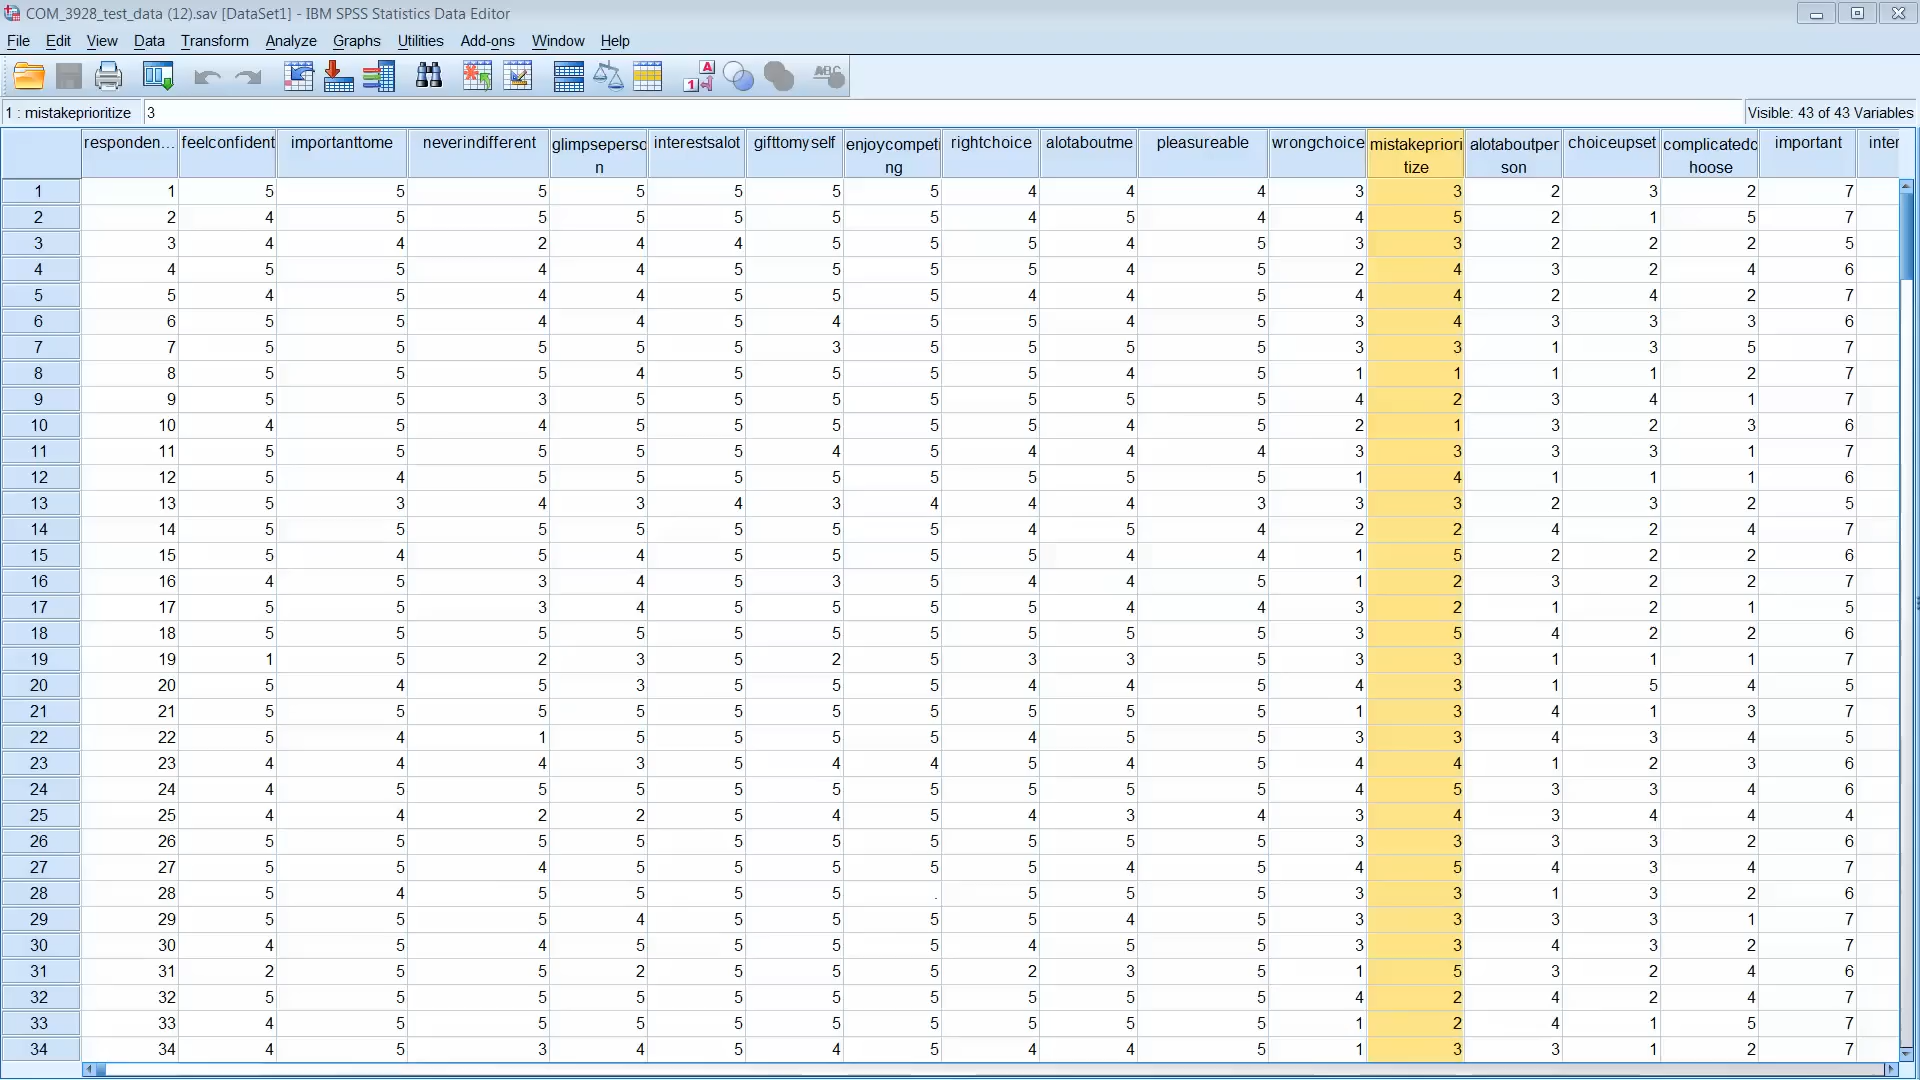 COM_3928_test_data (12).sav [DataSet1] - IBM SPSS Statistics Data Editor
File Edit View Data Transform Analyze Graphs Utilities Add-ons Window Help
1 : mistakeprioritize 3 Visible: 43 of 43 Variables
responden... feelconfident importanttome neverindifferent glimpseperson interestsalot gifttomyself enjoycompeting rightchoice alotaboutme pleasureable wrongchoice mistakeprioritize alotaboutperson choiceupset complicatedchoose important inter
1 1 5 5 5 5 5 5 5 4 4 4 3 3 2 3 2 7
2 2 4 5 5 5 5 5 5 4 5 4 4 5 2 1 5 7
3 3 4 4 2 4 4 5 5 5 4 5 3 3 2 2 2 5
4 4 5 5 4 4 5 5 5 5 4 5 2 4 3 2 4 6
5 5 4 5 4 4 5 5 5 4 4 5 4 4 2 4 2 7
6 6 5 5 4 4 5 4 5 5 4 5 3 4 3 3 3 6
7 7 5 5 5 5 5 3 5 5 5 5 3 3 1 3 5 7
8 8 5 5 5 4 5 5 5 5 4 5 1 1 1 1 2 7
9 9 5 5 3 5 5 5 5 5 5 5 4 2 3 4 1 7
10 10 4 5 4 5 5 5 5 5 4 5 2 1 3 2 3 6
11 11 5 5 5 5 5 4 5 4 4 4 3 3 3 3 1 7
12 12 5 4 5 5 5 5 5 5 5 5 1 4 1 1 1 6
13 13 5 3 4 3 4 3 4 4 4 3 3 3 2 3 2 5
14 14 5 5 5 5 5 5 5 4 5 4 2 2 4 2 4 7
15 15 5 4 5 4 5 5 5 5 4 4 1 5 2 2 2 6
16 16 4 5 3 4 5 3 5 4 4 5 1 2 3 2 2 7
17 17 5 5 3 4 5 5 5 5 4 4 3 2 1 2 1 5
18 18 5 5 5 5 5 5 5 5 5 5 3 5 4 2 2 6
19 19 1 5 2 3 5 2 5 3 3 5 3 3 1 1 1 7
20 20 5 4 5 3 5 5 5 4 4 5 4 3 1 5 4 5
21 21 5 5 5 5 5 5 5 5 5 5 1 3 4 1 3 7
22 22 5 4 1 5 5 5 5 4 5 5 3 3 4 3 4 5
23 23 4 4 4 3 5 4 4 5 4 5 4 4 1 2 3 6
24 24 4 5 5 5 5 5 5 5 5 5 4 5 3 3 4 6
25 25 4 4 2 2 5 4 5 4 3 4 3 4 3 4 4 4
26 26 5 5 5 5 5 5 5 5 5 5 3 3 3 3 2 6
27 27 5 5 4 5 5 5 5 5 4 5 4 5 4 3 4 7
28 28 5 4 5 5 5 5 . 5 5 5 3 3 1 3 2 6
29 29 5 5 5 4 5 5 5 5 4 5 3 3 3 3 1 7
30 30 4 5 4 5 5 5 5 4 5 5 3 3 4 3 2 7
31 31 2 5 5 2 5 5 5 2 3 5 1 5 3 2 4 6
32 32 5 5 5 5 5 5 5 5 5 5 4 2 4 2 4 7
33 33 4 5 5 5 5 5 5 5 5 5 1 2 4 1 5 7
34 34 4 5 3 4 5 4 5 4 4 5 1 3 3 1 2 7